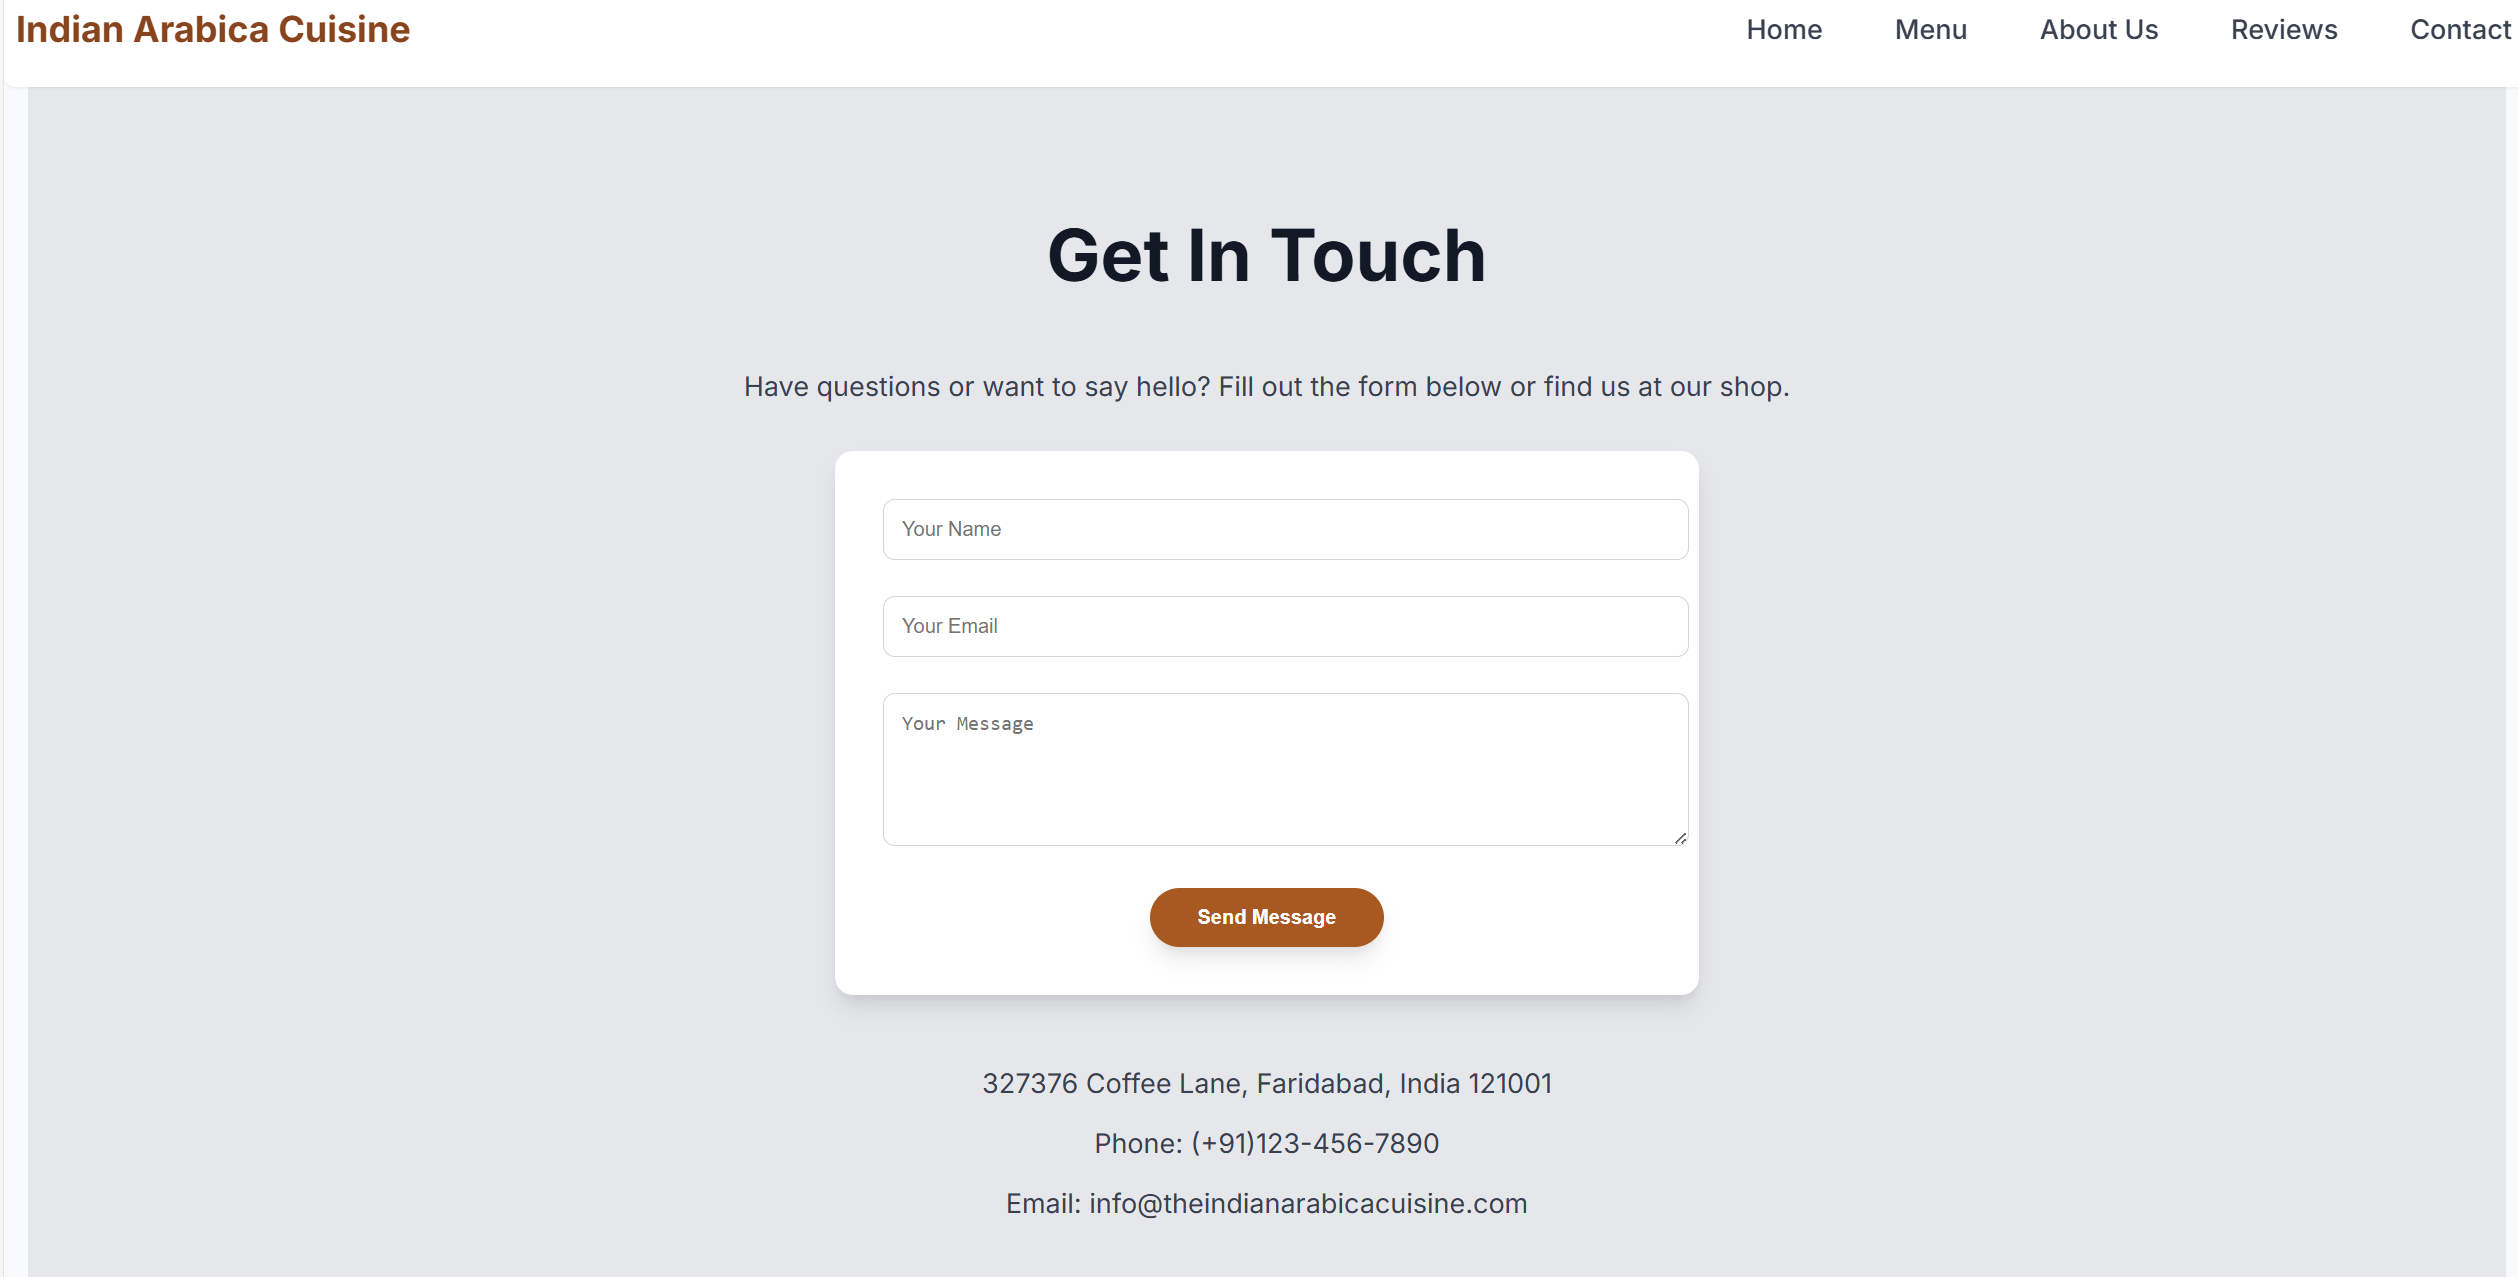 Indian Arabica Cuisine
Home Menu About Us Reviews Contact
Get In Touch
Have questions or want to say hello? Fill out the form below or find us at our shop.
Your Name
Your Email
Your Message
Send Message
327376 Coffee Lane, Faridabad, India 121001
Phone: (+91)123-456-7890
Email: info@theindianarabicacuisine.com